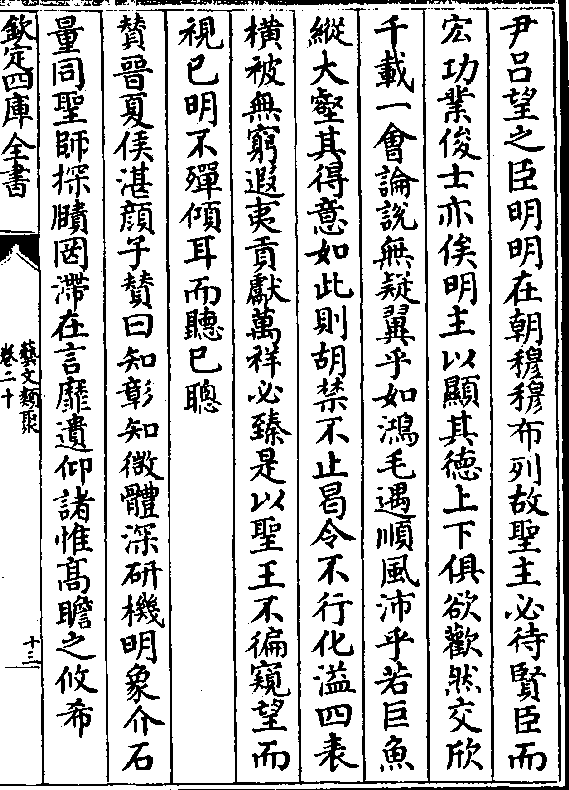 尹吕望之臣明明在朝穆穆布列故聖主必待賢臣而
宏功業俊士亦俟明主以顯其德上下俱欲歡然交欣
千載一會論說無疑翼乎如鴻毛遇順風沛乎若巨魚
縱大壑其得意如此則胡禁不止曷令不行化溢四表
横被無窮遐夷貢獻萬祥必臻是以聖王不徧窺望而
視已明不殫傾耳而聽已聰
贊晉夏侯湛顔子贊曰知彰知微體深研機明象介石
量同聖師探賾罔滯在言靡遺仰諸惟髙瞻之攸希
欽定四庫全書
藝文類聚
卷二十
十三